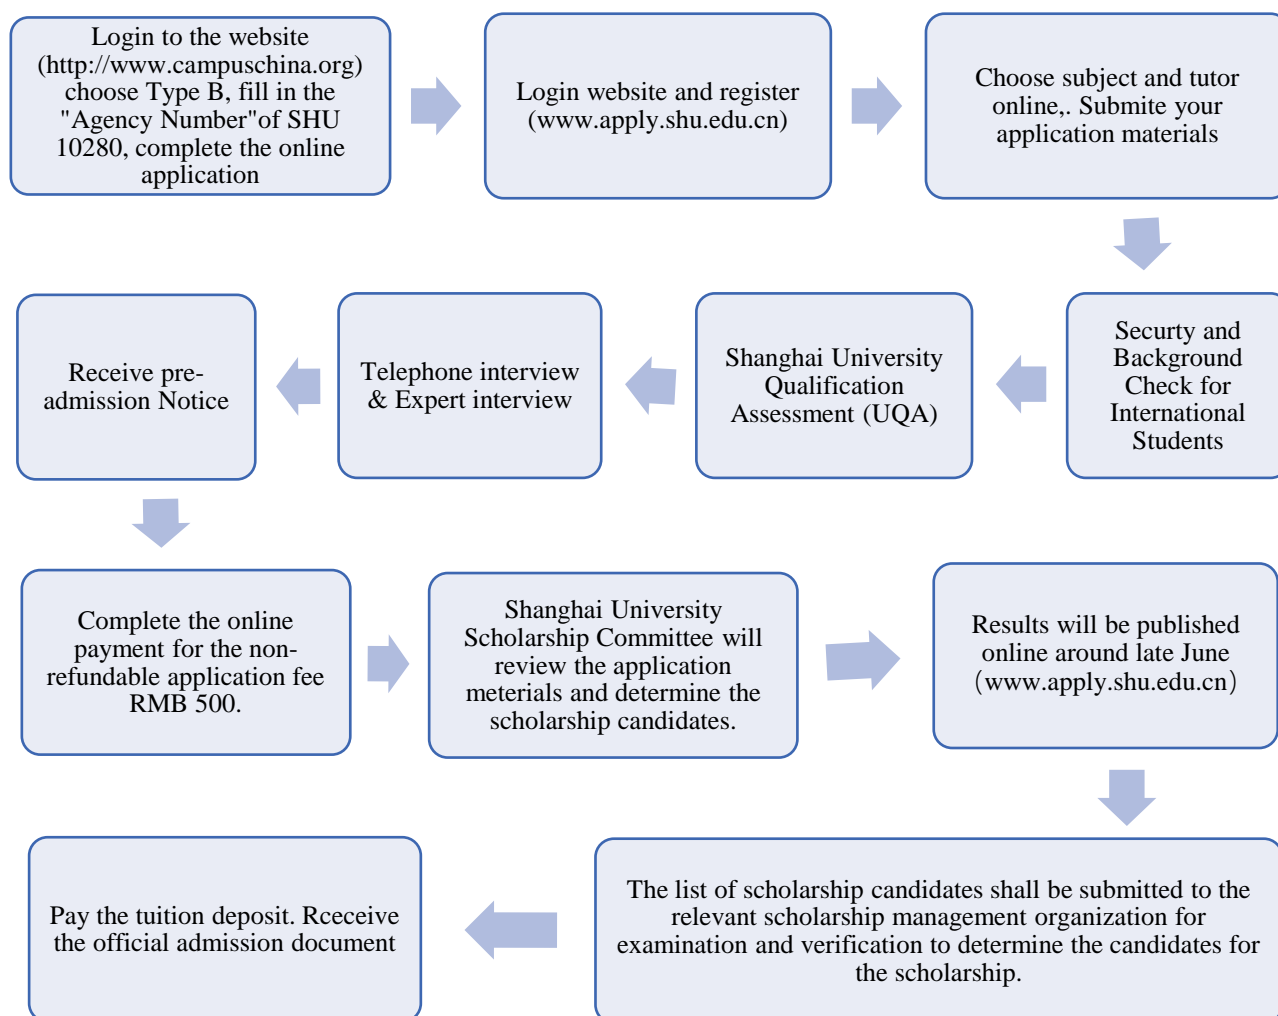 Login to the website
(http://www.campuschina.org)
choose Type B, fill in the
"Agency Number"of SHU
10280, complete the online
application
Login website and register
(www.apply.shu.edu.cn)
Choose subject and tutor
online,. Submite your
application materials
Securty and
Background
Check for
International
Students
Shanghai University
Qualification
Assessment (UQA)
Telephone interview
& Expert interview
Receive pre-
admission Notice
Complete the online
payment for the non-
refundable application fee
RMB 500.
Shanghai University
Scholarship Committee will
review the application
meterials and determine the
scholarship candidates.
Results will be published
online around late June
（www.apply.shu.edu.cn）
The list of scholarship candidates shall be submitted to the
relevant scholarship management organization for
examination and verification to determine the candidates for
the scholarship.
Pay the tuition deposit. Rceceive
the official admission document